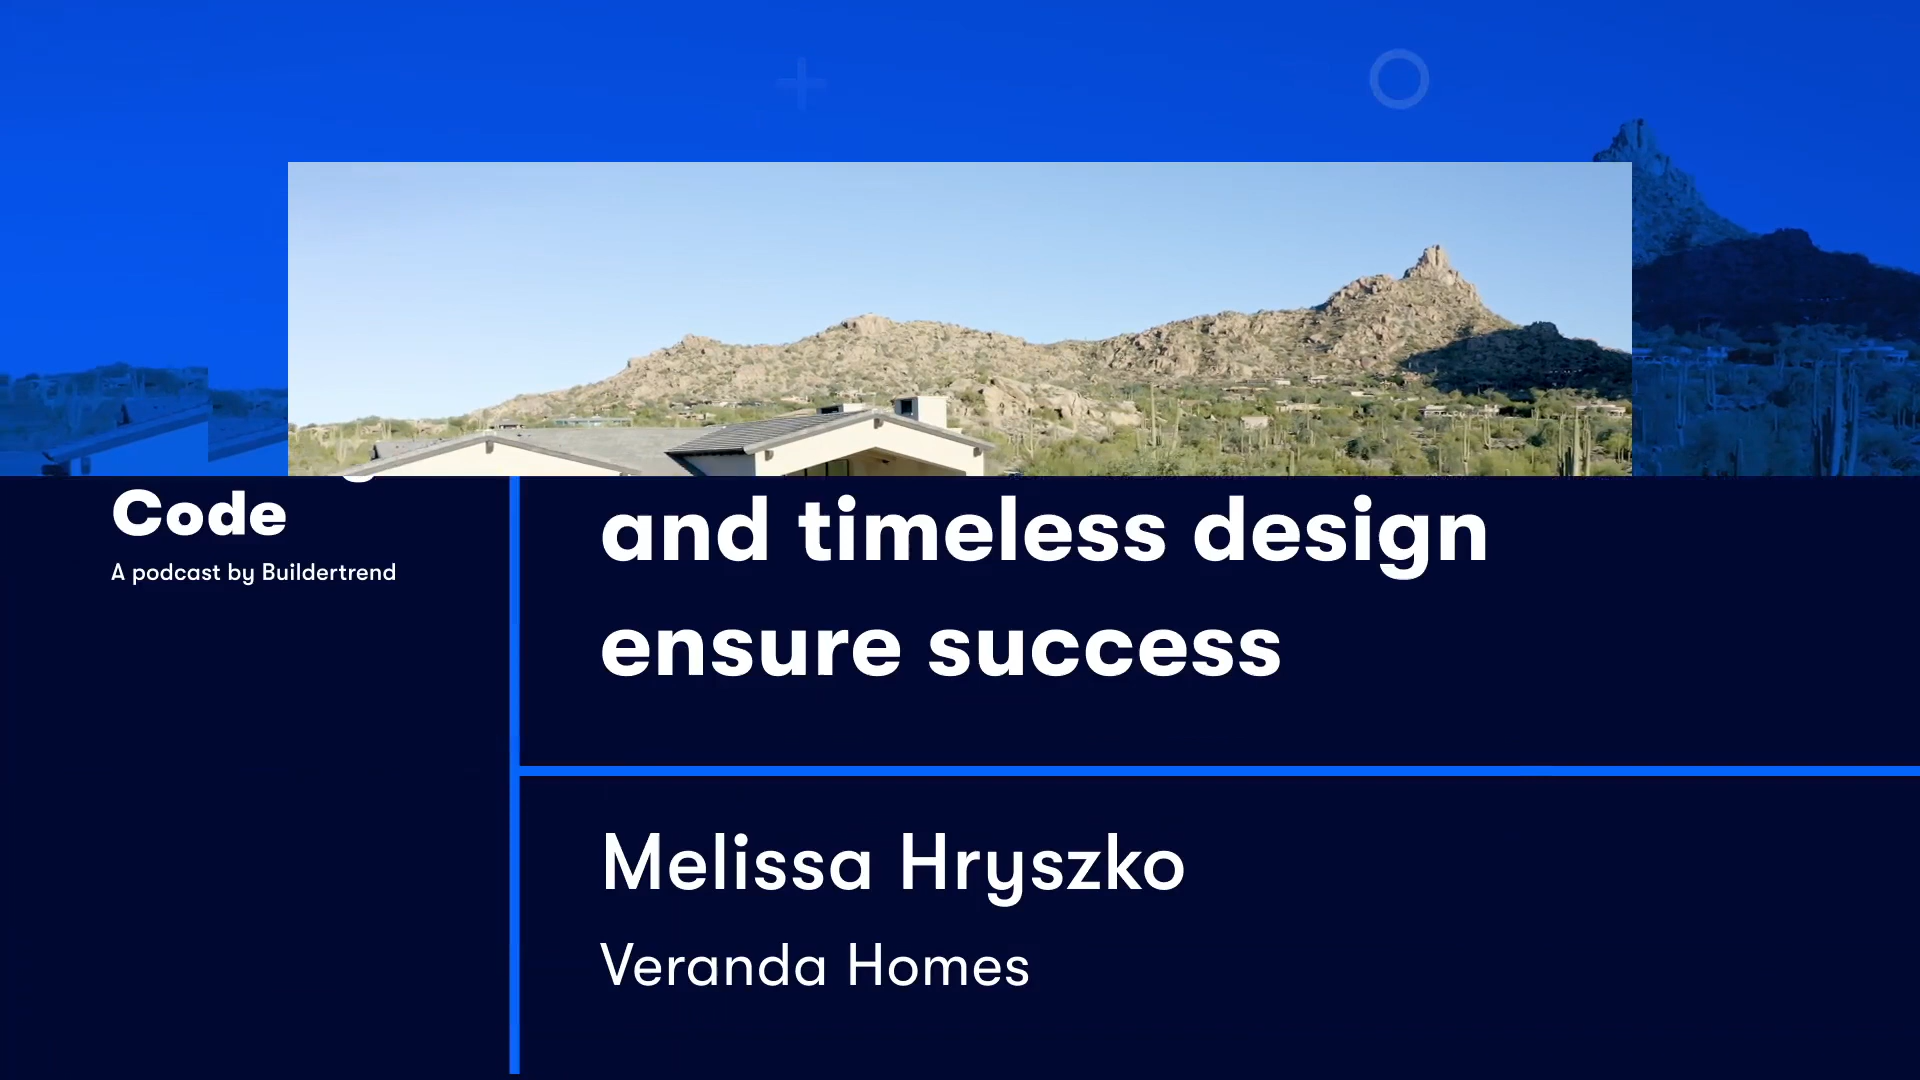 Code
A podcast by Buildertrend
and timeless design
ensure success
Melissa Hryszko
Veranda Homes